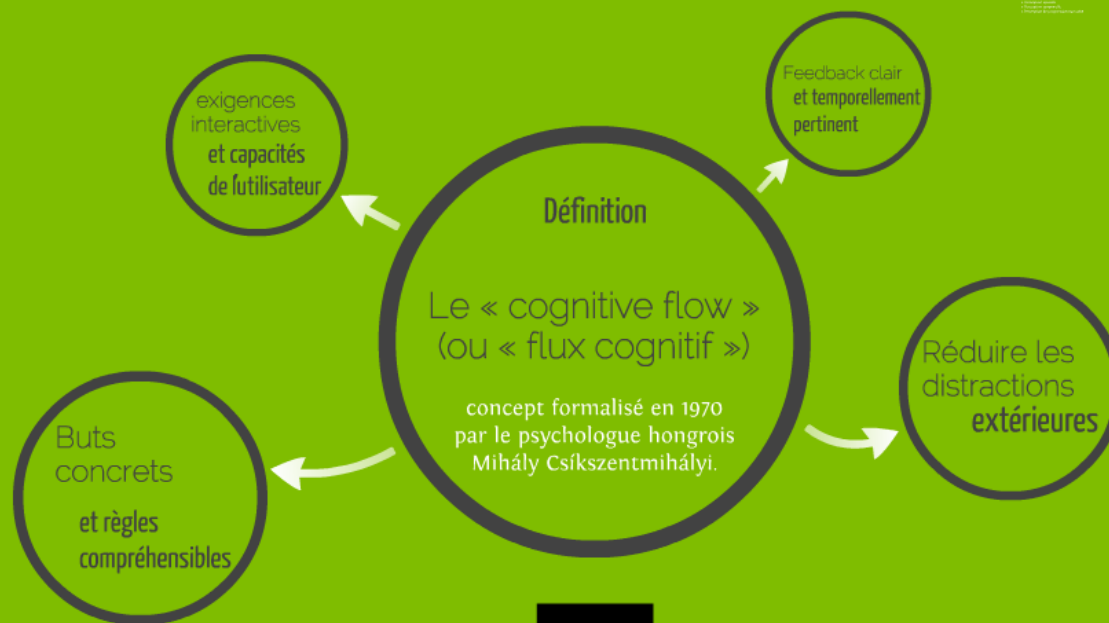 exigences
interactives
et capacités
de l'utilisateur
Feedback clair
et temporellement
pertinent
Définition
Le « cognitive flow »
(ou « flux cognitif »)
concept formalisé en 1970
par le psychologue hongrois
Mihály Csíkszentmihályi.
Réduire les
distractions
extérieures
Buts
concrets
et règles
compréhensibles